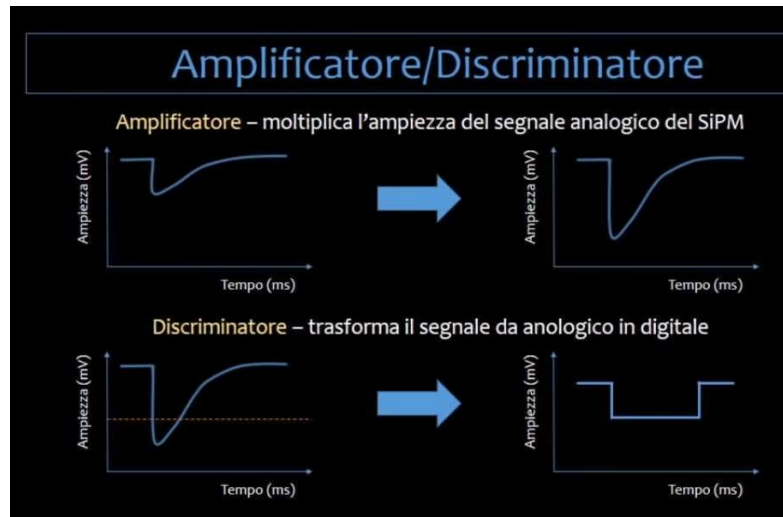 Amplificatore/Discriminatore
Amplificatore – moltiplica l'ampiezza del segnale analogico del SiPM
Ampiezza (mV)
Tempo (ms)
Ampiezza (mV)
Tempo (ms)
Discriminatore – trasforma il segnale da anologico in digitale
Ampiezza (mV)
Tempo (ms)
Ampiezza (mV)
Tempo (ms)